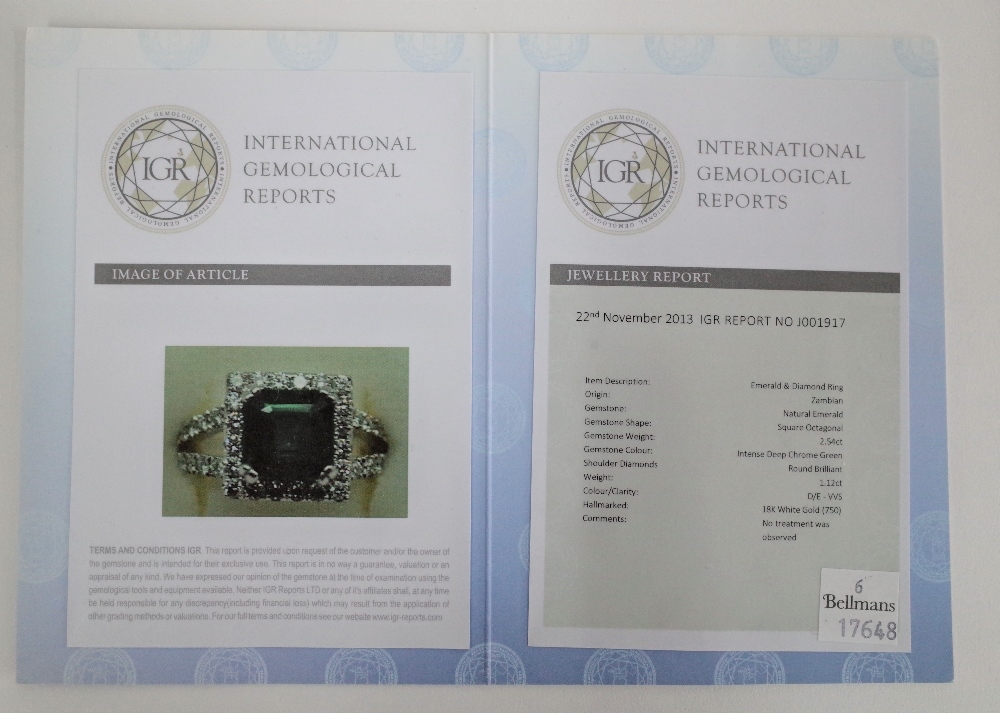 INTERNATIONAL GEMOLOGICAL REPORTS
IGR
INTERNATIONAL
GEMOLOGICAL
REPORTS
IMAGE OF ARTICLE
TERMS AND CONDITIONS IGR. This report is provided upon request of the customer and/or the owner of
the gemstone and is intended for their exclusive use. This report is in no way a guarantee, valuation or an
appraisal of any kind. We have expressed our opinion of the gemstone at the time of examination using the
gemological tools and equipment available. Neither IGR Reports LTD or any of it's affiliates shall, at any time
be held responsible for any discrepancy(including financial loss) which may result from the application of
other grading methods or valuations. For our full terms and conditions see our website www.igr-reports.com
INTERNATIONAL GEMOLOGICAL REPORTS
IGR
INTERNATIONAL
GEMOLOGICAL
REPORTS
JEWELLERY REPORT
22nd November 2013 IGR REPORT NO J001917
Item Description: Emerald & Diamond Ring
Origin: Zambian
Gemstone: Natural Emerald
Gemstone Shape: Square Octagonal
Gemstone Weight: 2.54ct
Gemstone Colour: Intense Deep Chrome Green
Shoulder Diamonds Round Brilliant
Weight: 1.12ct
Colour/Clarity: D/E - VVS
Hallmarked: 18K White Gold (750)
Comments: No treatment was
observed
6
Bellmans
17648